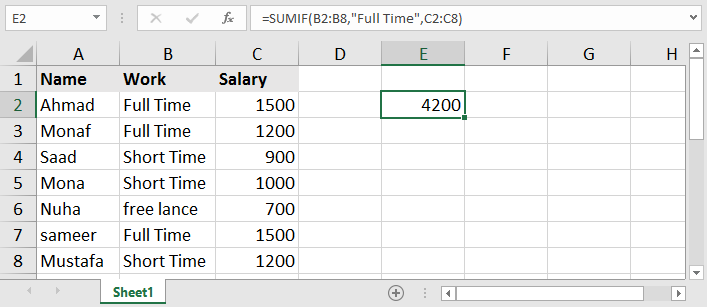 E2 =SUMIF(B2:B8,"Full Time",C2:C8)
A B C D E F G H
1 Name Work Salary
2 Ahmad Full Time 1500 4200
3 Monaf Full Time 1200
4 Saad Short Time 900
5 Mona Short Time 1000
6 Nuha free lance 700
7 sameer Full Time 1500
8 Mustafa Short Time 1200
Sheet1